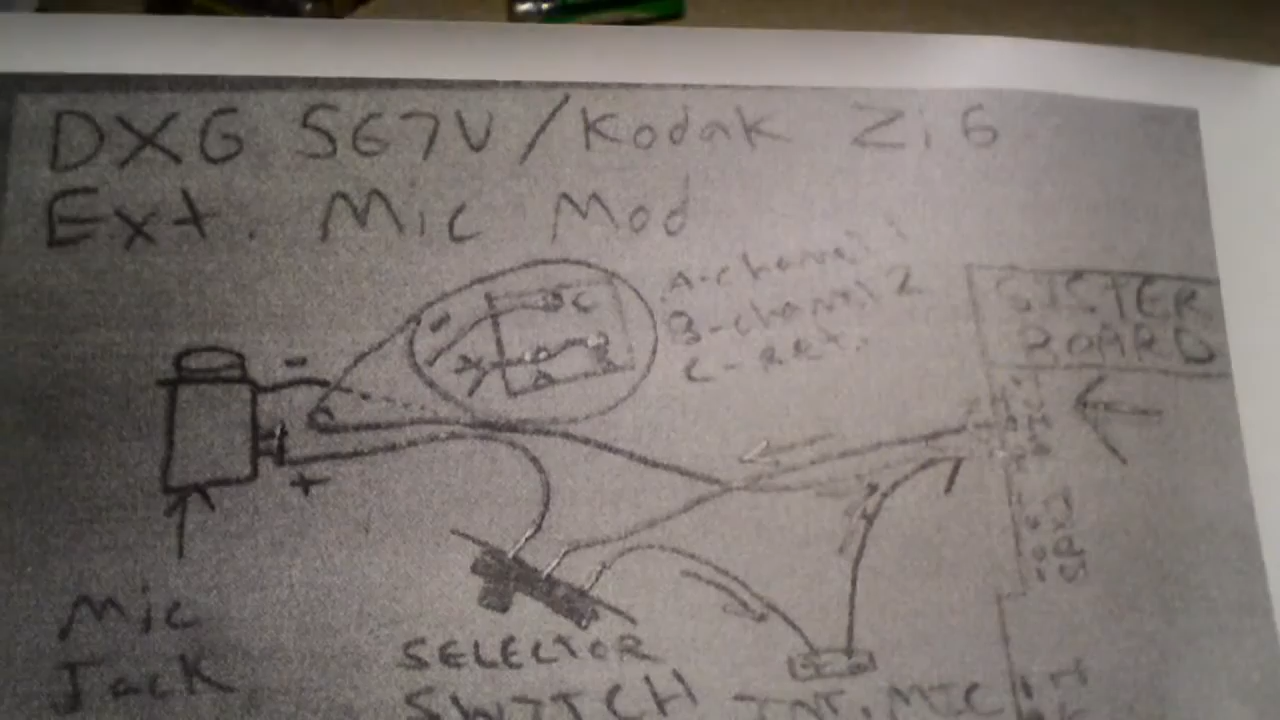 DXG 567V/Kodak Zi6
Ext. Mic Mod
A-channel 1
B-channel 2
C-Ret.
SISTER
BOARD
-
C
A
B
-
+
Mic
Jack
SELECTOR
SWITCH
INT. MIC